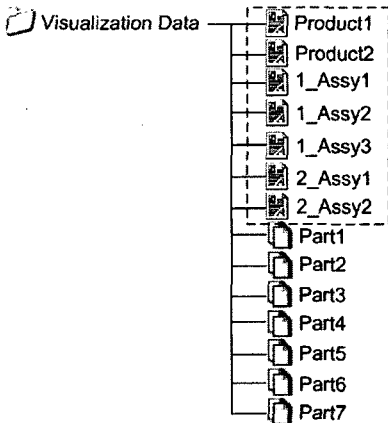 Visualization Data
Product1
Product2
1_Assy1
1_Assy2
1_Assy3
2_Assy1
2_Assy2
Part1
Part2
Part3
Part4
Part5
Part6
Part7